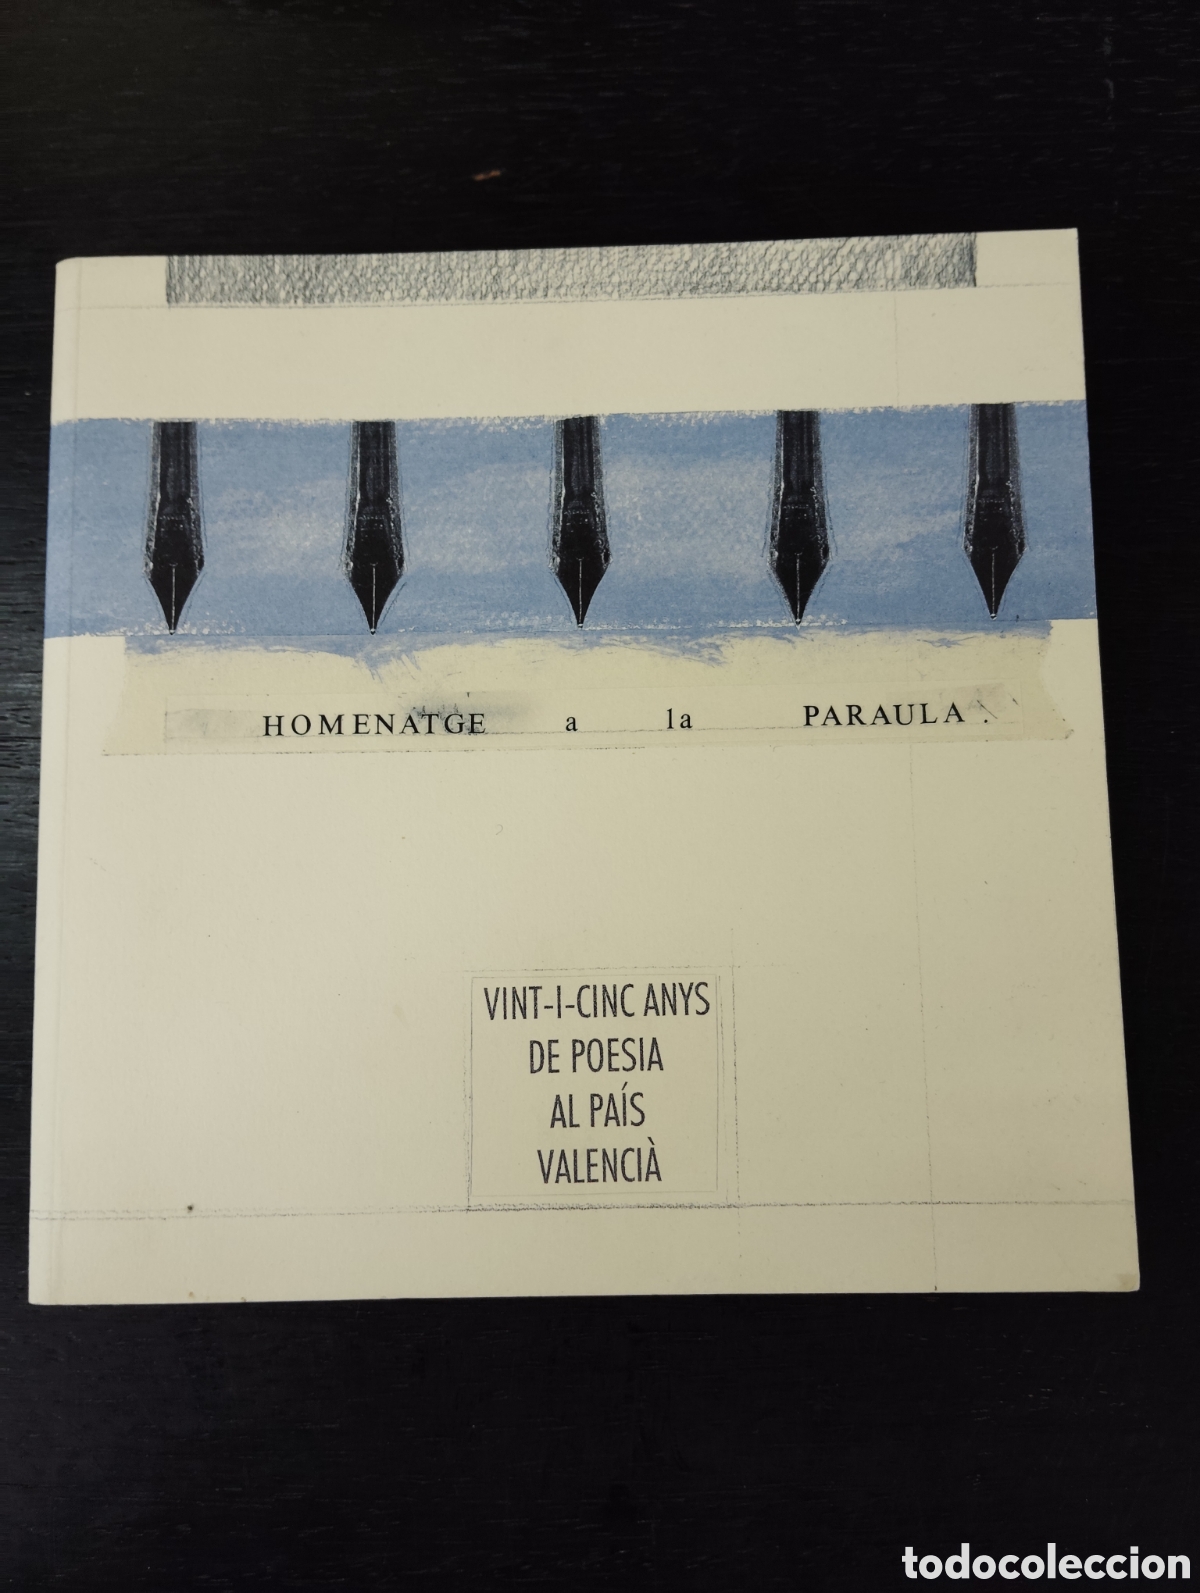 HOMENATGE a la PARAULA.
VINT-I-CINC ANYS
DE POESIA
AL PAÍS
VALENCIÀ
todocoleccion